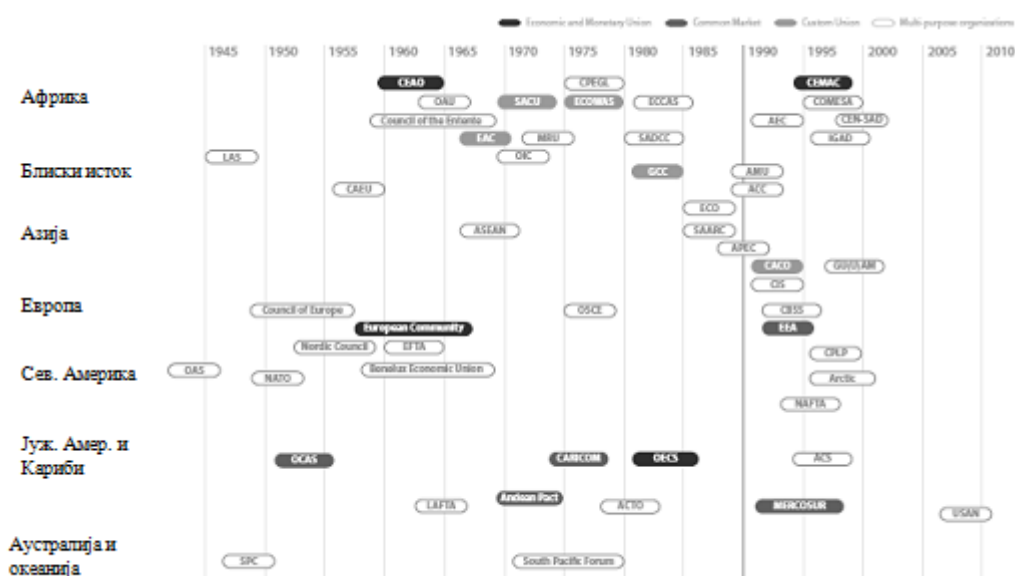 Economic and Monetary Union Common Market Custom Union Multi-purpose organizations
1945 1950 1955 1960 1965 1970 1975 1980 1985 1990 1995 2000 2005 2010
CEAO CPEGL CEMAC
Африка
OAU SACU ECOWAS ECCAS COMESA
Council of the Entente AEC CEN-SAD
EAC MRU SADCC IGAD
LAS OIC
Блиски исток
GCC AMU
CAEU ACC
ECO
Азија
ASEAN SAARC
APEC
CACO GU(U)AM
CIS
Европа
Council of Europe OSCE CBSS
European Community EEA
Nordic Council EFTA
CPLP
Сев. Америка
OAS Benelux Economic Union
NATO Arctic
NAFTA
Јуж. Амер. и
Кариби
OCAS CARICOM OECS ACS
Andean Pact
LAFTA ACTO MERCOSUR
USAN
Аустралија и
океанија
SPC South Pacific Forum